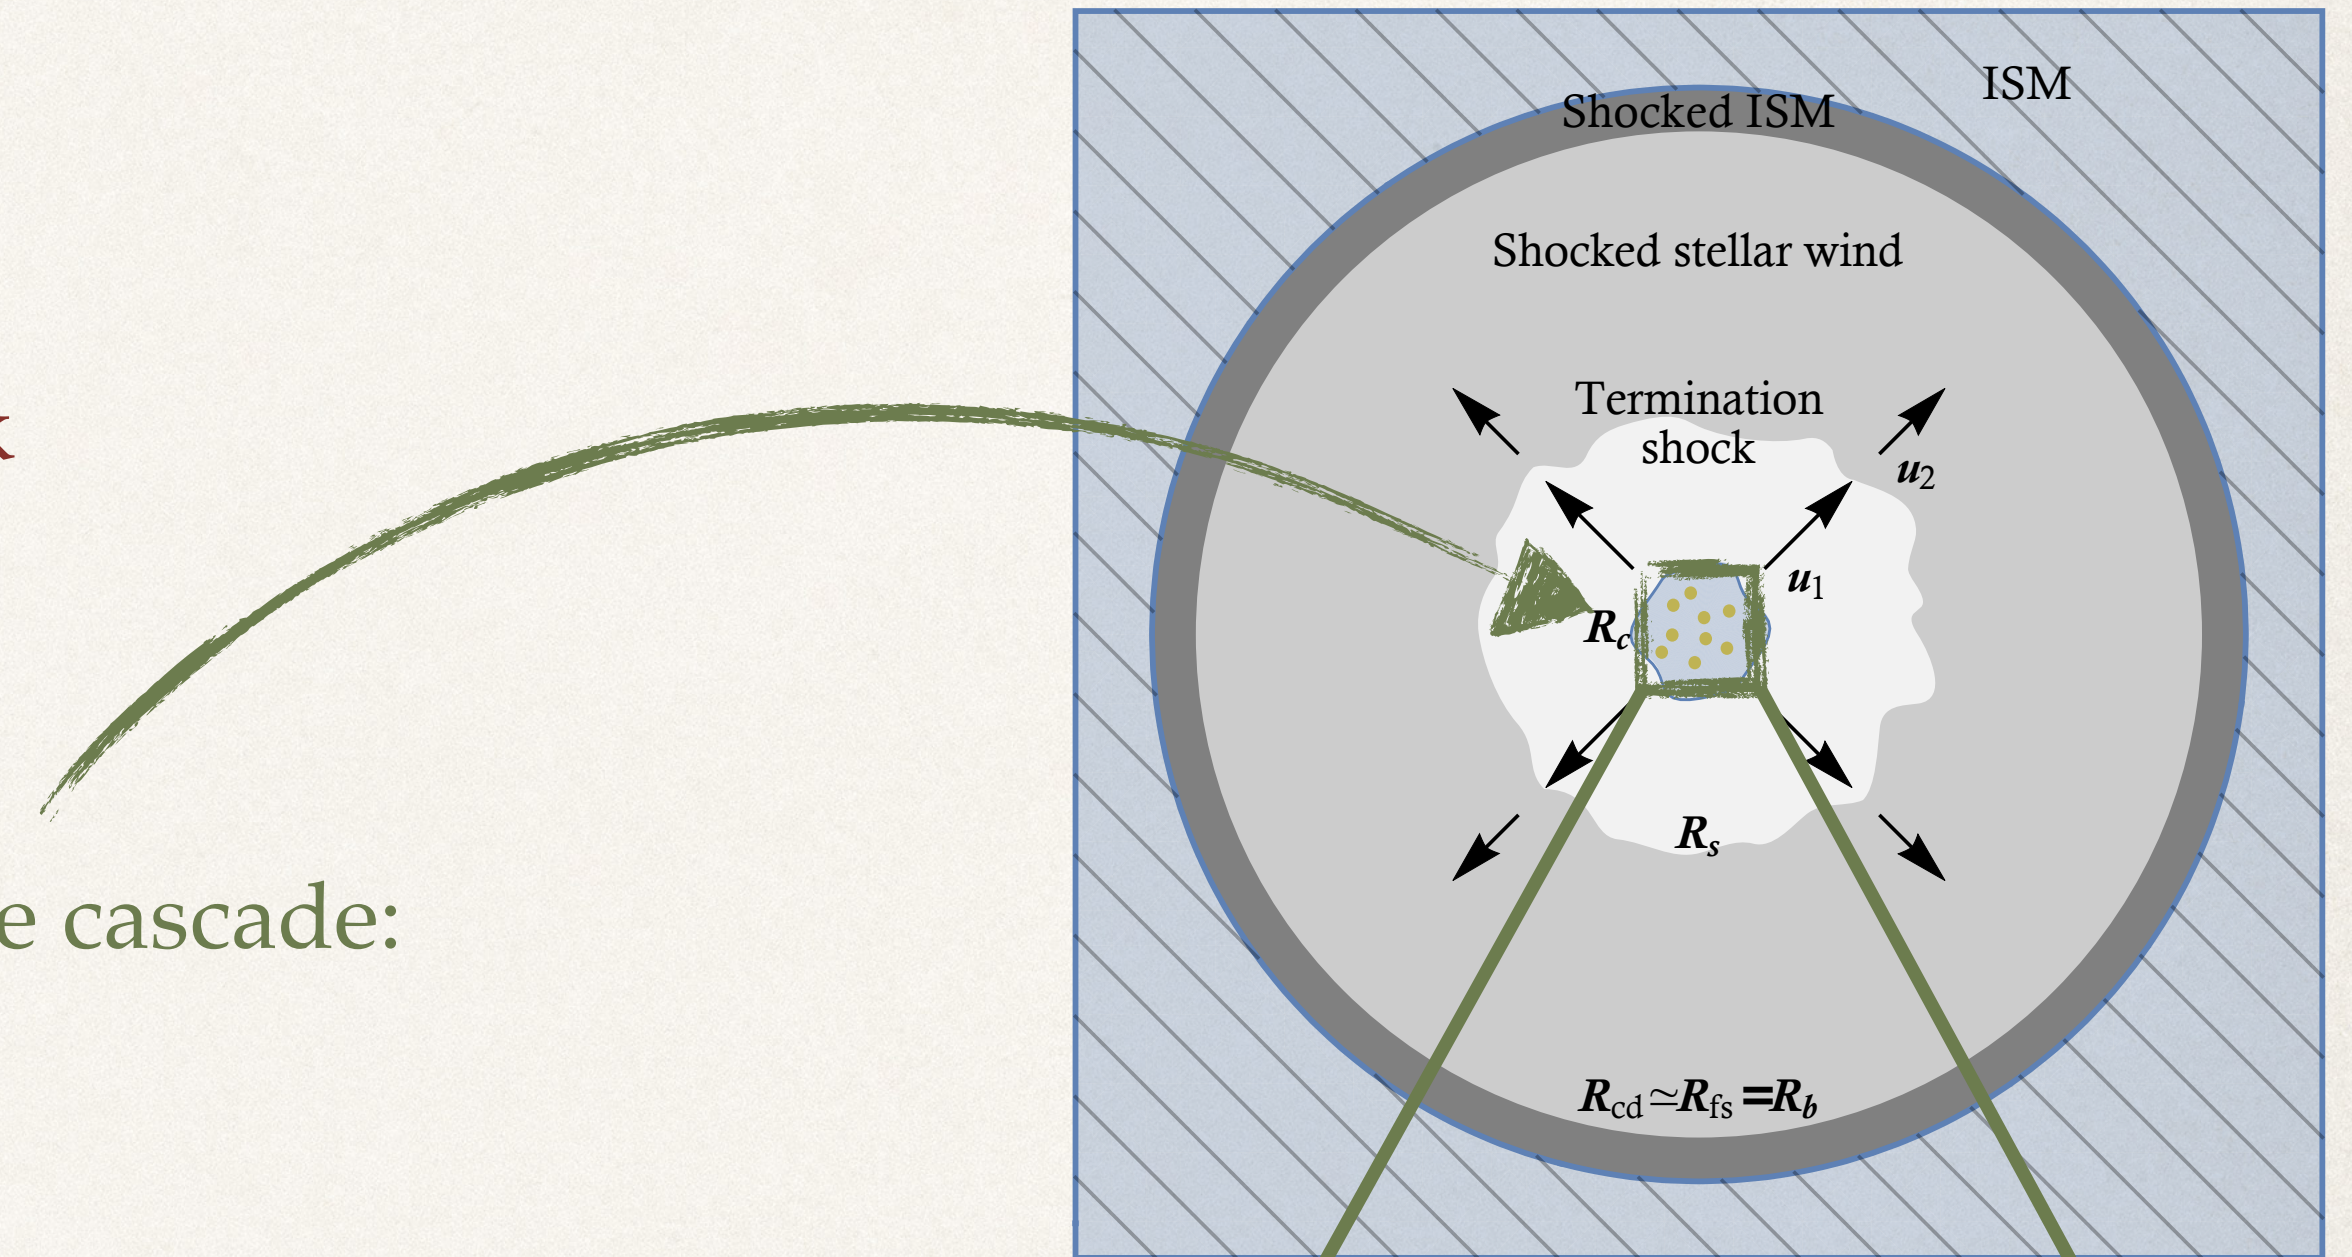 ISM
Shocked ISM
Shocked stellar wind
Termination
shock
u2
u1
Rc
Rs
cascade:
Rcd≃Rfs=Rb